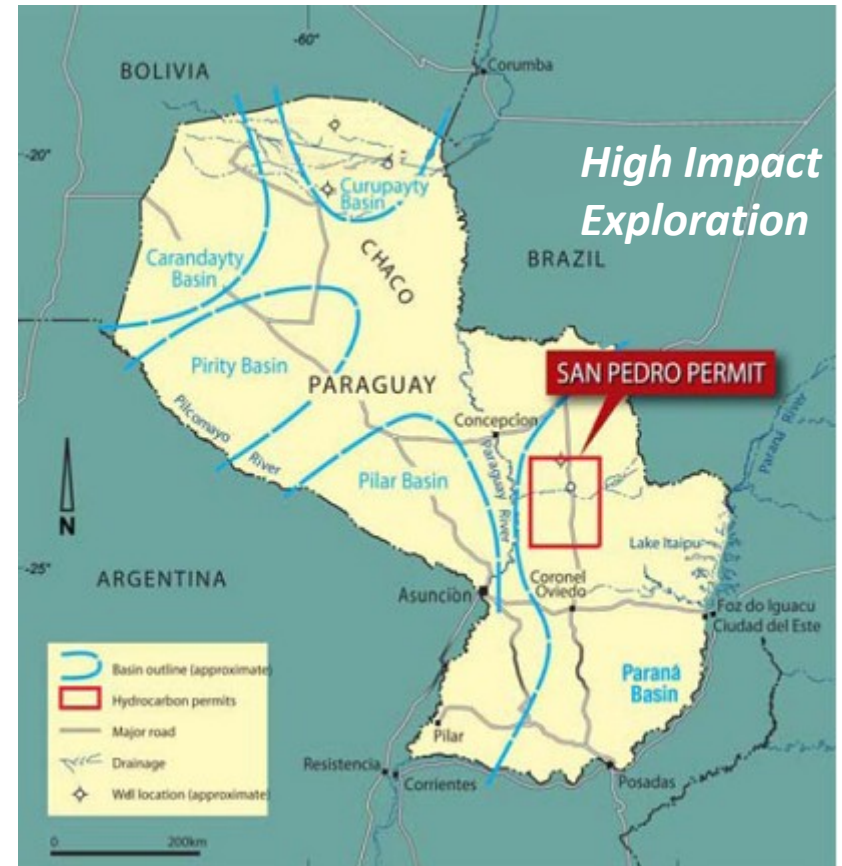 -60°
BOLIVIA
Corumba
-20°
High Impact
Exploration
Curupayty
Basin
CHACO
BRAZIL
Carandayty
Basin
SAN PEDRO PERMIT
Pirity Basin
PARAGUAY
Paraná River
Concepcion
Pilcomayo
River
Paraguay River
Pilar Basin
N
Lake Itaipu
-25°
ARGENTINA
Coronel
Oviedo
Asunciòn
Foz do Iguacu
Ciudad del Este
Basin outline (approximate)
Hydrocarbon permits
Paraná
Basin
Major road
Drainage
Pilar
Well location (approximate)
Resistencia
Corrientes
Posadas
0 200km